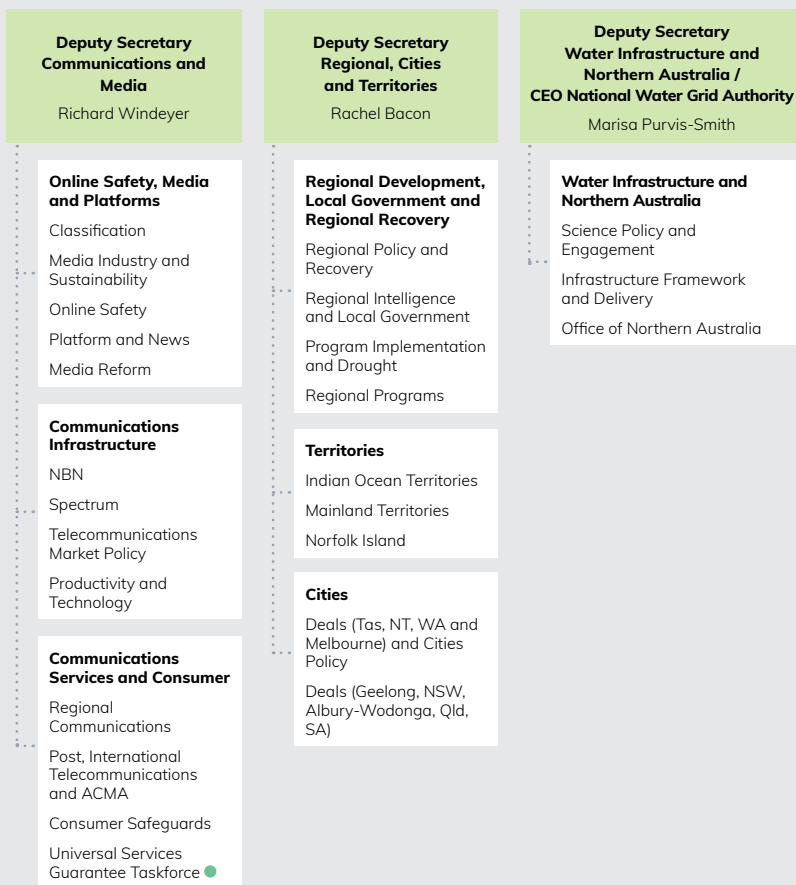 Deputy Secretary
Communications and
Media
Richard Windeyer
Online Safety, Media
and Platforms
Classification
Media Industry and
Sustainability
Online Safety
Platform and News
Media Reform
Communications
Infrastructure
NBN
Spectrum
Telecommunications
Market Policy
Productivity and
Technology
Communications
Services and Consumer
Regional
Communications
Post, International
Telecommunications
and ACMA
Consumer Safeguards
Universal Services
Guarantee Taskforce
Deputy Secretary
Regional, Cities
and Territories
Rachel Bacon
Regional Development,
Local Government and
Regional Recovery
Regional Policy and
Recovery
Regional Intelligence
and Local Government
Program Implementation
and Drought
Regional Programs
Territories
Indian Ocean Territories
Mainland Territories
Norfolk Island
Cities
Deals (Tas, NT, WA and
Melbourne) and Cities
Policy
Deals (Geelong, NSW,
Albury-Wodonga, Qld,
SA)
Deputy Secretary
Water Infrastructure and
Northern Australia /
CEO National Water Grid Authority
Marisa Purvis-Smith
Water Infrastructure and
Northern Australia
Science Policy and
Engagement
Infrastructure Framework
and Delivery
Office of Northern Australia